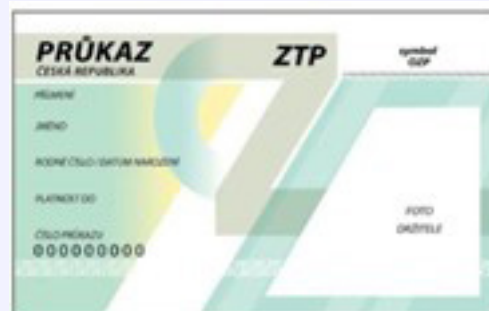 PRŮKAZ
ČESKÁ REPUBLIKA
ZTP
symbol
OZP
PŘÍJMENÍ
JMÉNO
RODNÉ ČÍSLO / DATUM NAROZENÍ
PLATNOST DO
ČÍSLO PRŮKAZU
000000000
FOTO
DRŽITELE